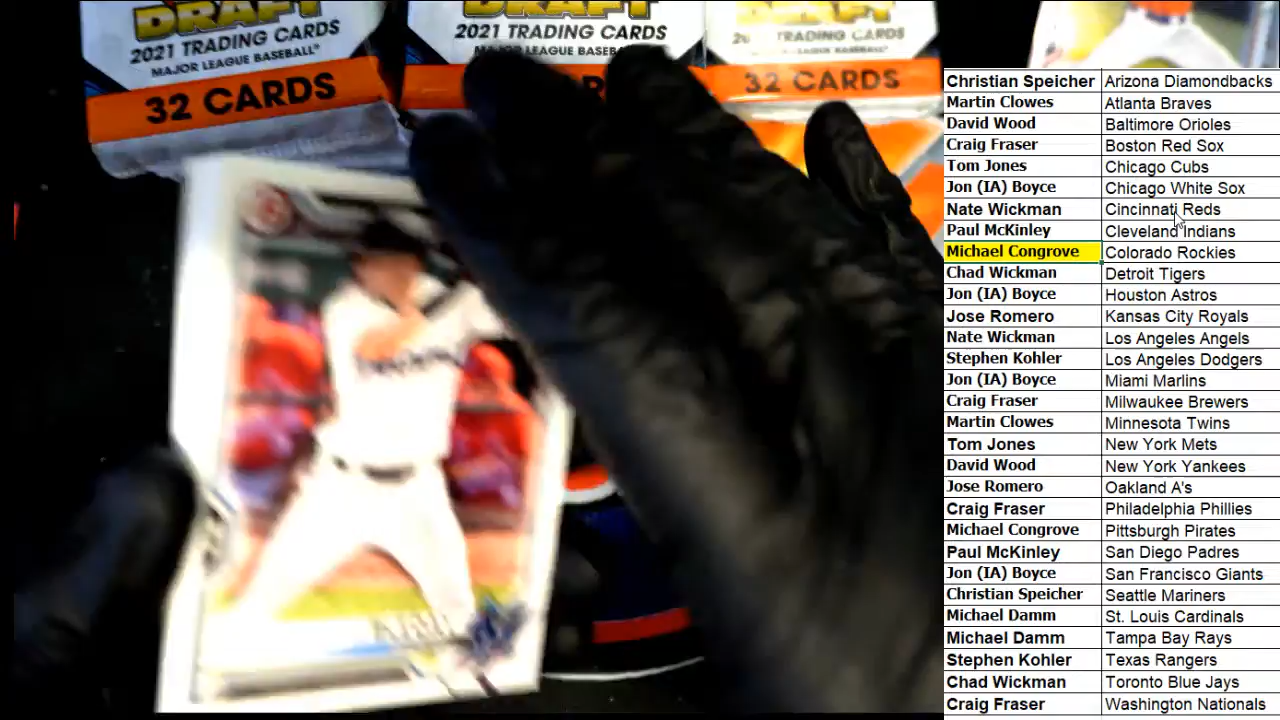 DRAFT
2021 TRADING CARDS
MAJOR LEAGUE BASEBALL
32 CARDS
DRAFT
2021 TRADING CARDS
MAJOR LEAGUE BASEBALL
32 CARDS
DRAFT
TRADING CARDS
32 CARDS
Christian Speicher Arizona Diamondbacks
Martin Clowes Atlanta Braves
David Wood Baltimore Orioles
Craig Fraser Boston Red Sox
Tom Jones Chicago Cubs
Jon (IA) Boyce Chicago White Sox
Nate Wickman Cincinnati Reds
Paul McKinley Cleveland Indians
Michael Congrove Colorado Rockies
Chad Wickman Detroit Tigers
Jon (IA) Boyce Houston Astros
Jose Romero Kansas City Royals
Nate Wickman Los Angeles Angels
Stephen Kohler Los Angeles Dodgers
Jon (IA) Boyce Miami Marlins
Craig Fraser Milwaukee Brewers
Martin Clowes Minnesota Twins
Tom Jones New York Mets
David Wood New York Yankees
Jose Romero Oakland A's
Craig Fraser Philadelphia Phillies
Michael Congrove Pittsburgh Pirates
Paul McKinley San Diego Padres
Jon (IA) Boyce San Francisco Giants
Christian Speicher Seattle Mariners
Michael Damm St. Louis Cardinals
Michael Damm Tampa Bay Rays
Stephen Kohler Texas Rangers
Chad Wickman Toronto Blue Jays
Craig Fraser Washington Nationals